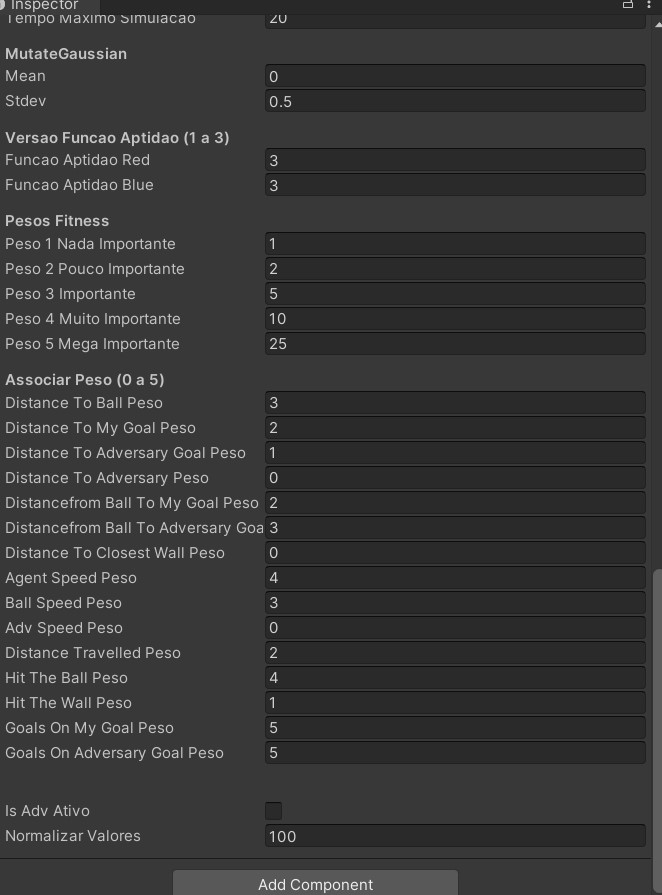 Inspector
Tempo Maximo Simulacao 20
MutateGaussian
Mean 0
Stdev 0.5
Versao Funcao Aptidao (1 a 3)
Funcao Aptidao Red 3
Funcao Aptidao Blue 3
Pesos Fitness
Peso 1 Nada Importante 1
Peso 2 Pouco Importante 2
Peso 3 Importante 5
Peso 4 Muito Importante 10
Peso 5 Mega Importante 25
Associar Peso (0 a 5)
Distance To Ball Peso 3
Distance To My Goal Peso 2
Distance To Adversary Goal Peso 1
Distance To Adversary Peso 0
Distancefrom Ball To My Goal Peso 2
Distancefrom Ball To Adversary Goa 3
Distance To Closest Wall Peso 0
Agent Speed Peso 4
Ball Speed Peso 3
Adv Speed Peso 0
Distance Travelled Peso 2
Hit The Ball Peso 4
Hit The Wall Peso 1
Goals On My Goal Peso 5
Goals On Adversary Goal Peso 5
Is Adv Ativo
Normalizar Valores 100
Add Component